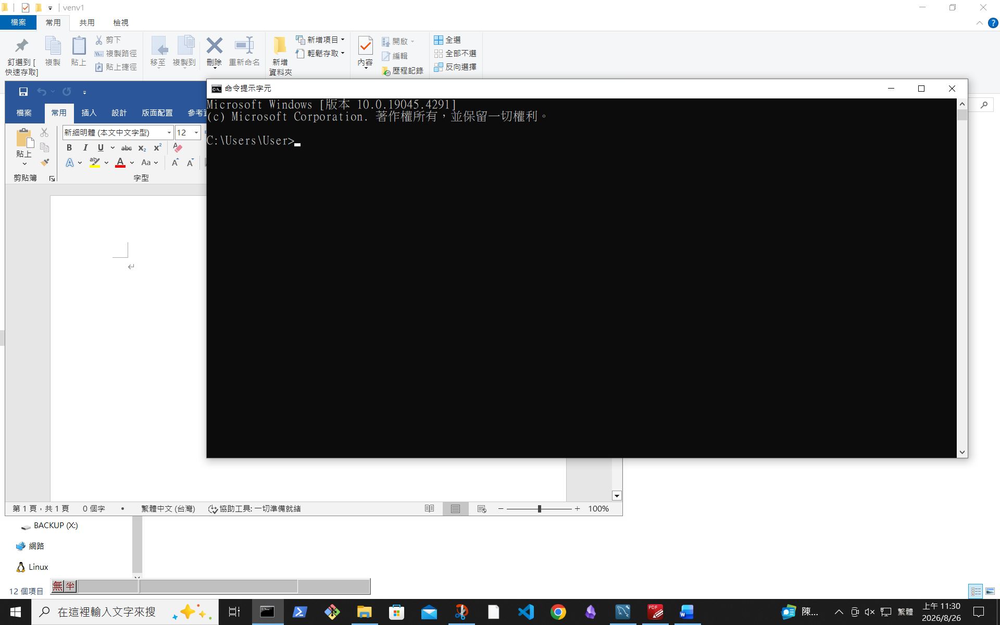 venv1
檔案 常用 共用 檢視
釘選到 [
快速存取]
複製
貼上
剪下
複製路徑
貼上捷徑
移至
複製到
刪除
重新命名
新增
資料夾
新增項目
輕鬆存取
內容
開啟
編輯
歷程記錄
全選
全部不選
反向選擇
檔案 常用 插入 設計 版面配置
新細明體 (本文中文字型) 12
貼上
B I U abc x₂ x²
A ab A Aa A A
剪貼簿
字型
命令提示字元
Microsoft Windows [版本 10.0.19045.4291]
(c) Microsoft Corporation. 著作權所有，並保留一切權利。
C:\Users\User>
第 1 頁，共 1 頁 0 個字 繁體中文 (台灣) 協助工具: 一切準備就緒 100%
BACKUP (X:)
網路
Linux
12 個項目
無半
在這裡輸入文字來搜
PDF
陳...
繁體
上午 11:30
2026/8/26